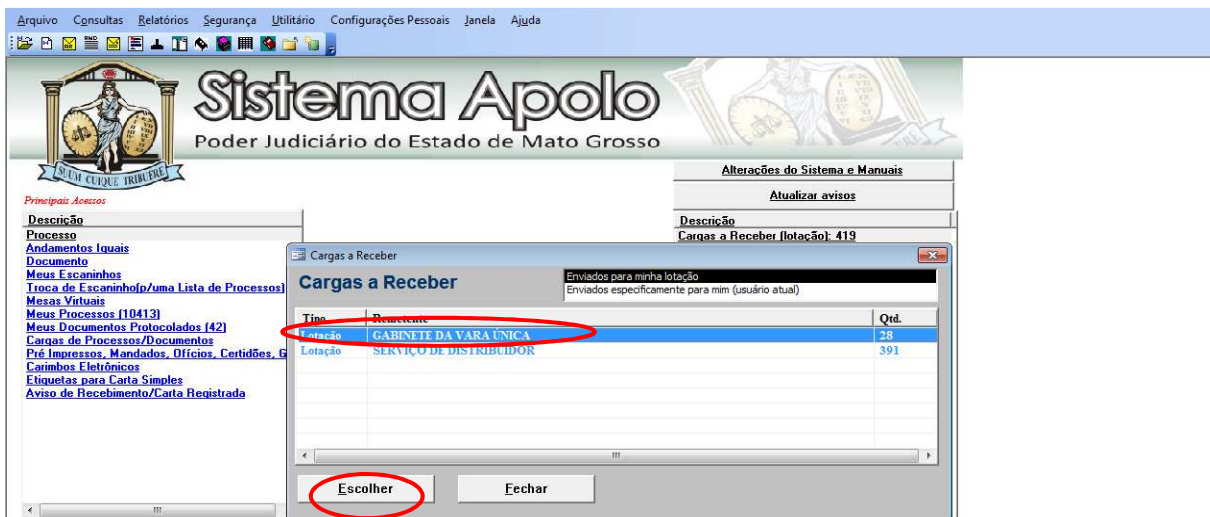 Arquivo Consultas Relatórios Segurança Utilitário Configurações Pessoais Janela Ajuda
Sistema Apolo
Poder Judiciário do Estado de Mato Grosso
SUUM CUIQUE TRIBUERE
Alterações do Sistema e Manuais
Atualizar avisos
Principais Acessos
Descrição
Processo
Andamentos Iguais
Documento
Meus Escaninhos
Troca de Escaninho(p/uma Lista de Processos)
Mesas Virtuais
Meus Processos (10413)
Meus Documentos Protocolados (42)
Cargas de Processos/Documentos
Pré Impressos, Mandados, Ofícios, Certidões, G
Carimbos Eletrônicos
Etiquetas para Carta Simples
Aviso de Recebimento/Carta Registrada
Descrição
Cargas a Receber (lotação): 419
Cargas a Receber
Cargas a Receber
Enviados para minha lotação
Enviados especificamente para mim (usuário atual)
Tipo Remetente Qtd.
Lotação GABINETE DA VARA ÚNICA 28
Lotação SERVIÇO DE DISTRIBUIDOR 391
Escolher Fechar